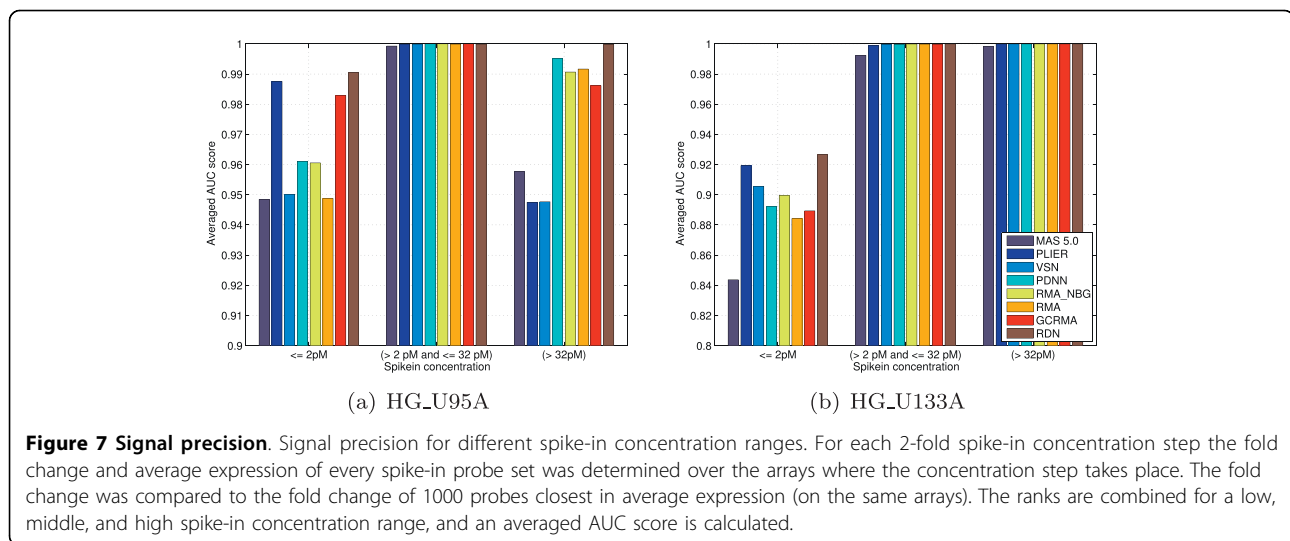 1
0.99
0.98
0.97
0.96
0.95
0.94
0.93
0.92
0.91
0.9
Averaged AUC score
<= 2pM
(> 2 pM and <= 32 pM)
(> 32pM)
Spikein concentration
(a) HG_U95A
1
0.98
0.96
0.94
0.92
0.9
0.88
0.86
0.84
0.82
0.8
Averaged AUC score
<= 2pM
(> 2 pM and <= 32 pM)
(> 32pM)
Spikein concentration
MAS 5.0
PLIER
VSN
PDNN
RMA_NBG
RMA
GCRMA
RDN
(b) HG_U133A
Figure 7 Signal precision. Signal precision for different spike-in concentration ranges. For each 2-fold spike-in concentration step the fold
change and average expression of every spike-in probe set was determined over the arrays where the concentration step takes place. The fold
change was compared to the fold change of 1000 probes closest in average expression (on the same arrays). The ranks are combined for a low,
middle, and high spike-in concentration range, and an averaged AUC score is calculated.